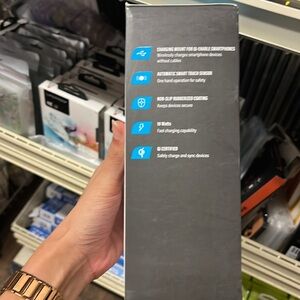 CHARGING MOUNT FOR QI-ENABLE SMARTPHONES
Wirelessly charges smartphone devices
without cables
AUTOMATIC SMART TOUCH SENSOR
One hand operation for safety
NON-SLIP RUBBERIZED COATING
Keeps devices secure
10 Watts
Fast charging capability
QI CERTIFIED
Safely charge and sync devices